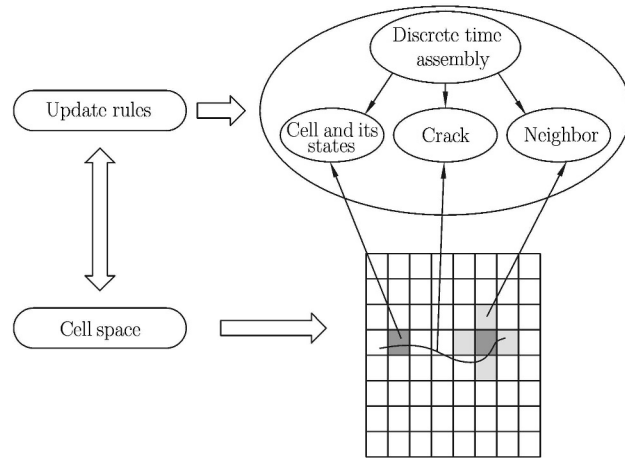 Discrete time
assembly
Update rules
Cell and its
states
Crack
Neighbor
Cell space